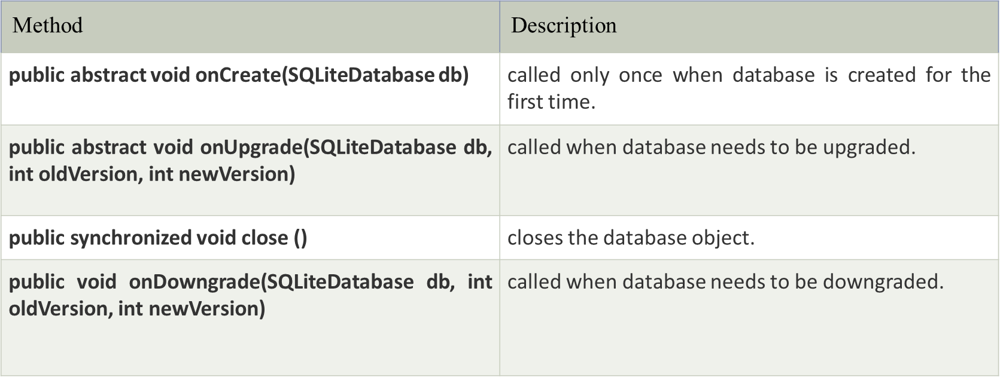 Method
Description
public abstract void onCreate(SQLiteDatabase db)
called only once when database is created for the
first time.
public abstract void onUpgrade(SQLiteDatabase db,
int oldVersion, int newVersion)
called when database needs to be upgraded.
public synchronized void close ()
closes the database object.
public void onDowngrade(SQLiteDatabase db, int
oldVersion, int newVersion)
called when database needs to be downgraded.